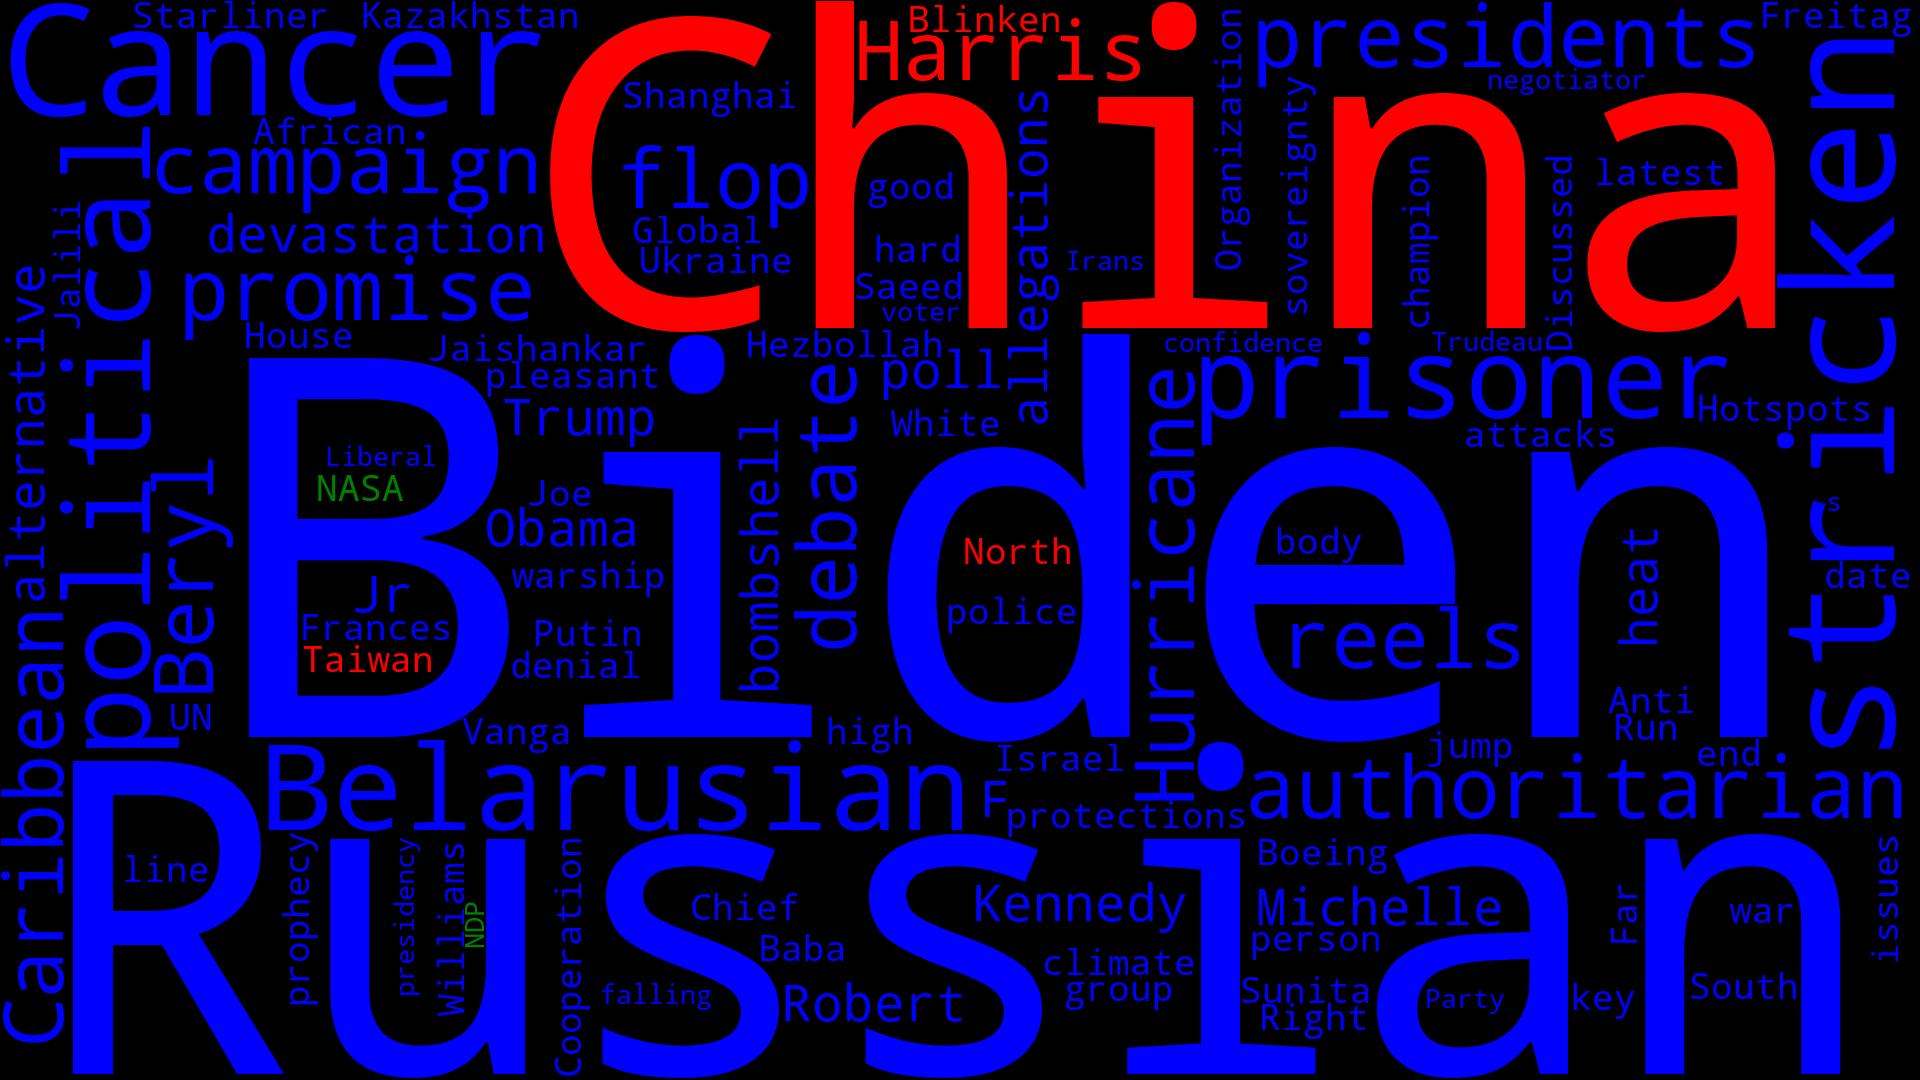 Starliner
Kazakhstan
Cancer
China
Blinken
Harris
presidents
Freitag
negotiator
Organization
sovereignty
Shanghai
African
campaign
flop
good
allegations
champion
Discussed
latest
stricken
political
Jalili
devastation
Global
Ukraine
hard
Irans
Saeed
voter
promise
House
Jaishankar
Hezbollah
confidence
Trudeau
alternative
pleasant
poll
prisoner
Trump
White
Hotspots
attacks
Biden
Liberal
NASA
Joe
Obama
bombshell
debate
Hurricane
North
body
s
Beryl
warship
heat
date
Jr
Frances
Taiwan
Putin
denial
police
reels
UN
Anti
Run
Vanga
high
jump
end
Israel
Belarusian
F
protections
authoritarian
Caribbean
Russian
line
prophecy
presidency
Williams
NDP
Cooperation
Boeing
issues
Chief
Kennedy
Michelle
Far
war
Baba
person
climate
group
falling
Robert
Sunita
Right
Party
key
South